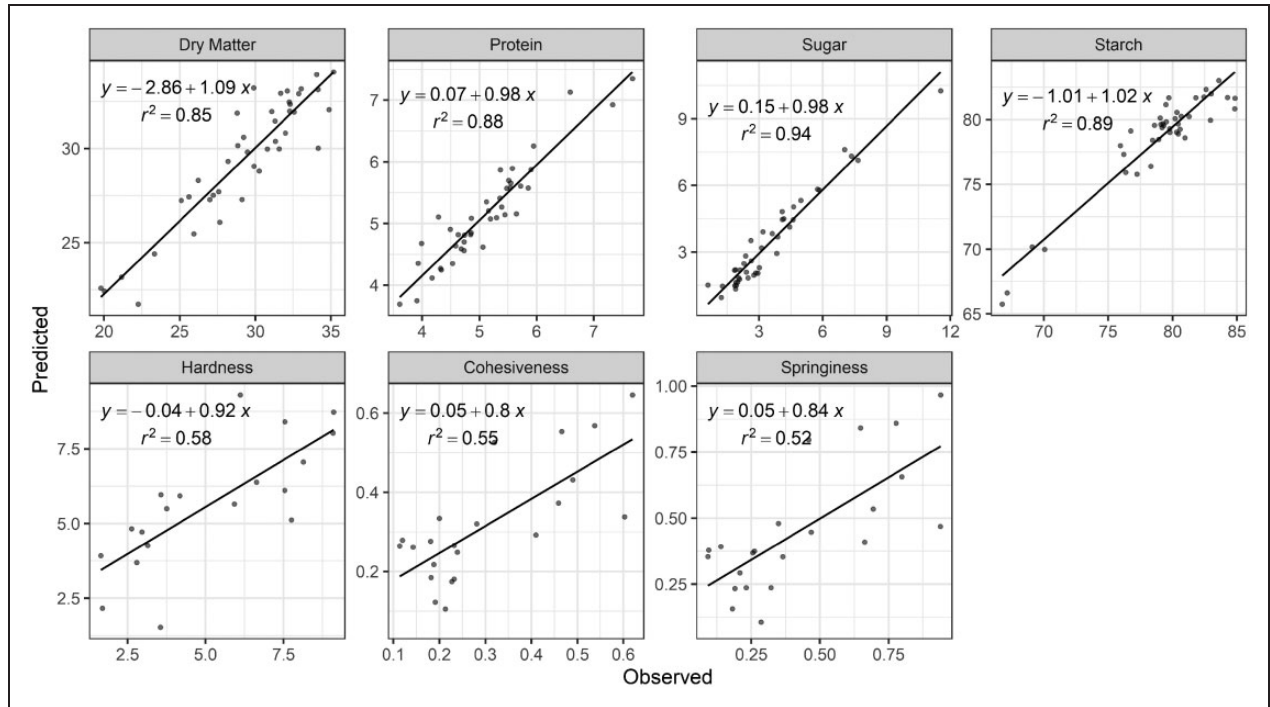 Dry Matter
Protein
Sugar
Starch
y = −2.86 + 1.09 x
r² = 0.85
y = 0.07 + 0.98 x
r² = 0.88
y = 0.15 + 0.98 x
r² = 0.94
y = −1.01 + 1.02 x
r² = 0.89
30
25
7
6
5
4
9
6
3
80
75
70
65
20 25 30 35
4 5 6 7
3 6 9 12
70 75 80 85
Predicted
Hardness
Cohesiveness
Springiness
y = −0.04 + 0.92 x
r² = 0.58
y = 0.05 + 0.8 x
r² = 0.55
y = 0.05 + 0.84 x
r² = 0.52
7.5
5.0
2.5
0.6
0.4
0.2
1.00
0.75
0.50
0.25
2.5 5.0 7.5
0.1 0.2 0.3 0.4 0.5 0.6
0.25 0.50 0.75
Observed